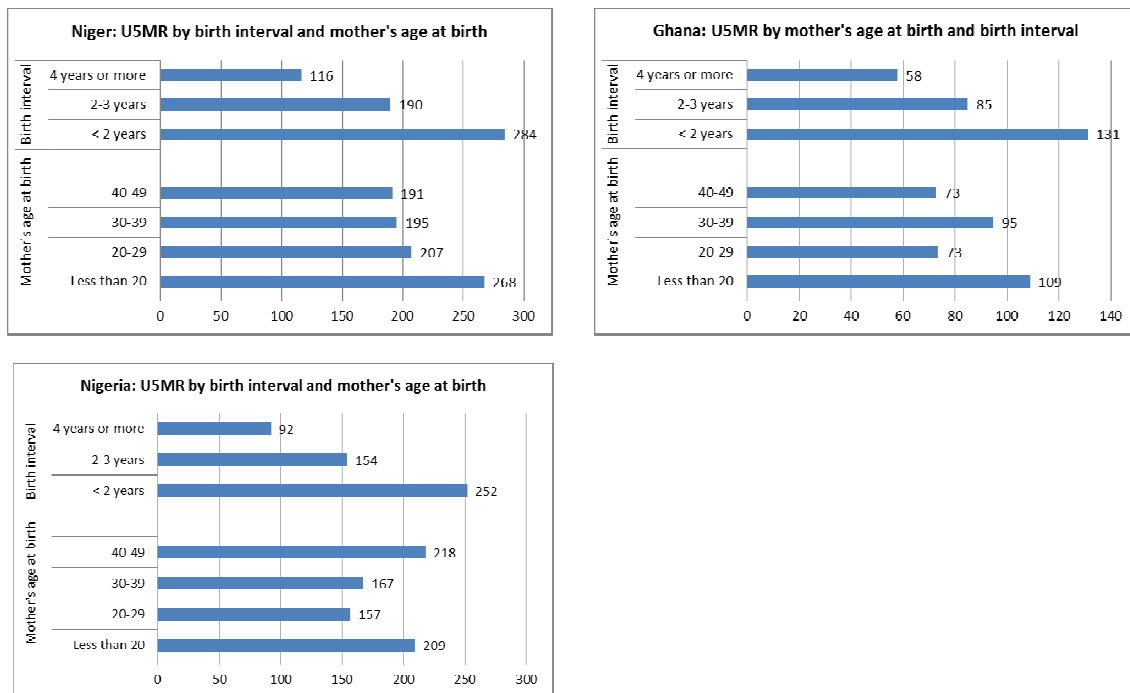 Niger: U5MR by birth interval and mother's age at birth
Birth interval
4 years or more
116
2-3 years
190
< 2 years
284
Mother's age at birth
40-49
191
30-39
195
20-29
207
Less than 20
268
0 50 100 150 200 250 300
Ghana: U5MR by mother's age at birth and birth interval
Birth interval
4 years or more
58
2-3 years
85
< 2 years
131
Mother's age at birth
40-49
73
30-39
95
20-29
73
Less than 20
109
0 20 40 60 80 100 120 140
Nigeria: U5MR by birth interval and mother's age at birth
Birth interval
4 years or more
92
2-3 years
154
< 2 years
252
Mother's age at birth
40-49
218
30-39
167
20-29
157
Less than 20
209
0 50 100 150 200 250 300